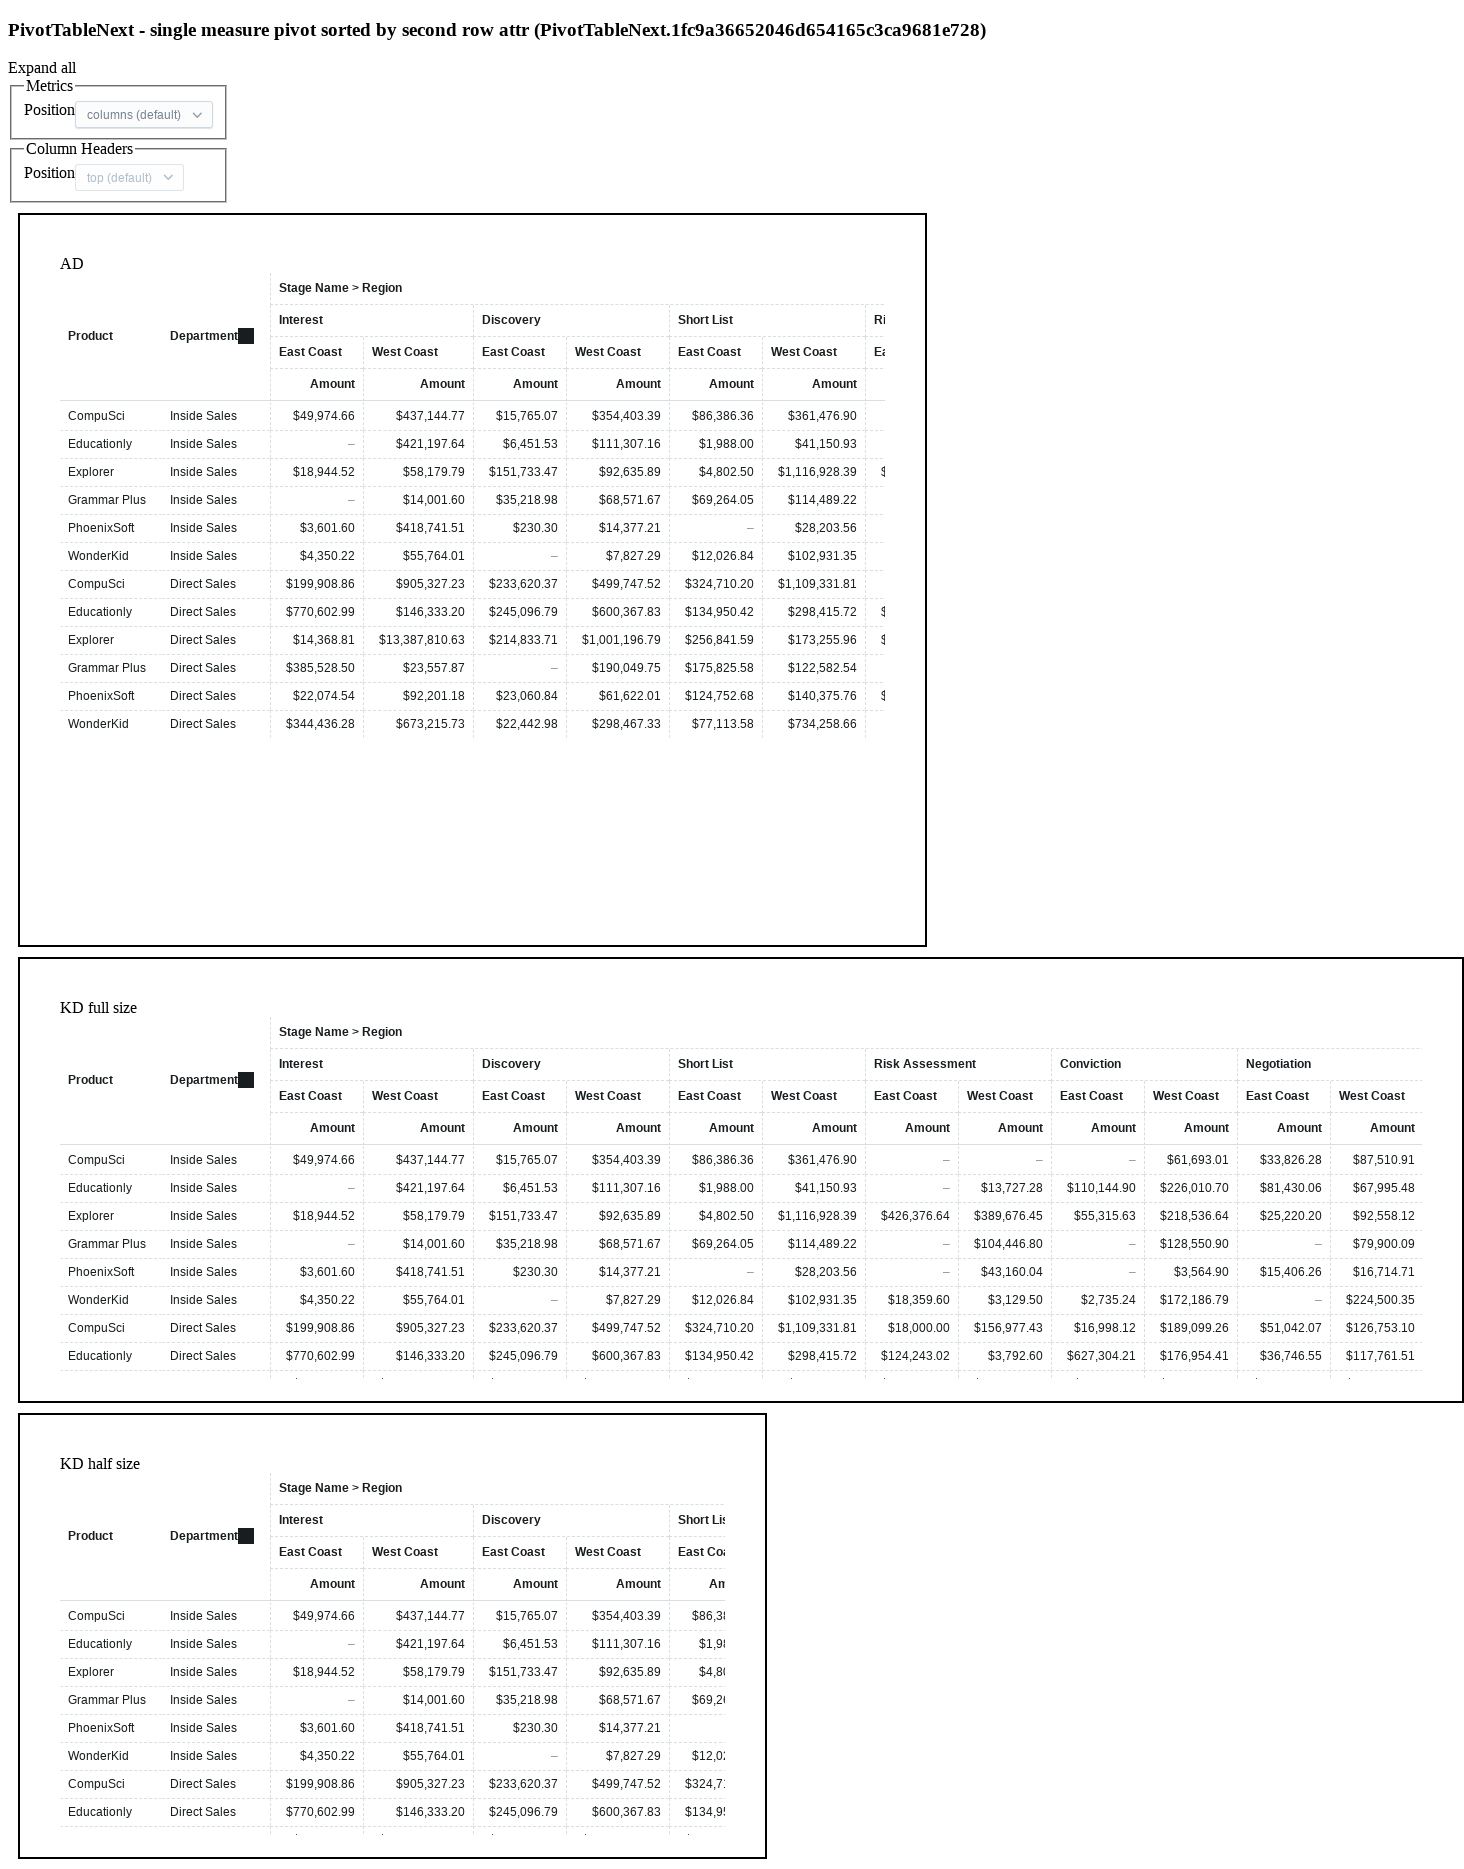 PivotTableNext - single measure pivot sorted by second row attr (PivotTableNext.1fc9a36652046d654165c3ca9681e728)
Expand all
Metrics
Position columns (default)
Column Headers
Position top (default)
AD
Stage Name > Region
Interest Discovery Short List
Product Department
East Coast West Coast East Coast West Coast East Coast West Coast
Amount Amount Amount Amount Amount Amount
CompuSci Inside Sales $49,974.66 $437,144.77 $15,765.07 $354,403.39 $86,386.36 $361,476.90
Educationly Inside Sales – $421,197.64 $6,451.53 $111,307.16 $1,988.00 $41,150.93
Explorer Inside Sales $18,944.52 $58,179.79 $151,733.47 $92,635.89 $4,802.50 $1,116,928.39 $
Grammar Plus Inside Sales – $14,001.60 $35,218.98 $68,571.67 $69,264.05 $114,489.22
PhoenixSoft Inside Sales $3,601.60 $418,741.51 $230.30 $14,377.21 – $28,203.56
WonderKid Inside Sales $4,350.22 $55,764.01 – $7,827.29 $12,026.84 $102,931.35
CompuSci Direct Sales $199,908.86 $905,327.23 $233,620.37 $499,747.52 $324,710.20 $1,109,331.81
Educationly Direct Sales $770,602.99 $146,333.20 $245,096.79 $600,367.83 $134,950.42 $298,415.72 $
Explorer Direct Sales $14,368.81 $13,387,810.63 $214,833.71 $1,001,196.79 $256,841.59 $173,255.96 $
Grammar Plus Direct Sales $385,528.50 $23,557.87 – $190,049.75 $175,825.58 $122,582.54
PhoenixSoft Direct Sales $22,074.54 $92,201.18 $23,060.84 $61,622.01 $124,752.68 $140,375.76 $
WonderKid Direct Sales $344,436.28 $673,215.73 $22,442.98 $298,467.33 $77,113.58 $734,258.66
KD full size
Stage Name > Region
Interest Discovery Short List Risk Assessment Conviction Negotiation
Product Department
East Coast West Coast East Coast West Coast East Coast West Coast East Coast West Coast East Coast West Coast East Coast West Coast
Amount Amount Amount Amount Amount Amount Amount Amount Amount Amount Amount Amount
CompuSci Inside Sales $49,974.66 $437,144.77 $15,765.07 $354,403.39 $86,386.36 $361,476.90 – – – $61,693.01 $33,826.28 $87,510.91
Educationly Inside Sales – $421,197.64 $6,451.53 $111,307.16 $1,988.00 $41,150.93 – $13,727.28 $110,144.90 $226,010.70 $81,430.06 $67,995.48
Explorer Inside Sales $18,944.52 $58,179.79 $151,733.47 $92,635.89 $4,802.50 $1,116,928.39 $426,376.64 $389,676.45 $55,315.63 $218,536.64 $25,220.20 $92,558.12
Grammar Plus Inside Sales – $14,001.60 $35,218.98 $68,571.67 $69,264.05 $114,489.22 – $104,446.80 – $128,550.90 – $79,900.09
PhoenixSoft Inside Sales $3,601.60 $418,741.51 $230.30 $14,377.21 – $28,203.56 – $43,160.04 – $3,564.90 $15,406.26 $16,714.71
WonderKid Inside Sales $4,350.22 $55,764.01 – $7,827.29 $12,026.84 $102,931.35 $18,359.60 $3,129.50 $2,735.24 $172,186.79 – $224,500.35
CompuSci Direct Sales $199,908.86 $905,327.23 $233,620.37 $499,747.52 $324,710.20 $1,109,331.81 $18,000.00 $156,977.43 $16,998.12 $189,099.26 $51,042.07 $126,753.10
Educationly Direct Sales $770,602.99 $146,333.20 $245,096.79 $600,367.83 $134,950.42 $298,415.72 $124,243.02 $3,792.60 $627,304.21 $176,954.41 $36,746.55 $117,761.51
KD half size
Stage Name > Region
Interest Discovery Short Lis
Product Department
East Coast West Coast East Coast West Coast East Coa
Amount Amount Amount Amount Am
CompuSci Inside Sales $49,974.66 $437,144.77 $15,765.07 $354,403.39 $86,38
Educationly Inside Sales – $421,197.64 $6,451.53 $111,307.16 $1,98
Explorer Inside Sales $18,944.52 $58,179.79 $151,733.47 $92,635.89 $4,80
Grammar Plus Inside Sales – $14,001.60 $35,218.98 $68,571.67 $69,26
PhoenixSoft Inside Sales $3,601.60 $418,741.51 $230.30 $14,377.21
WonderKid Inside Sales $4,350.22 $55,764.01 – $7,827.29 $12,02
CompuSci Direct Sales $199,908.86 $905,327.23 $233,620.37 $499,747.52 $324,71
Educationly Direct Sales $770,602.99 $146,333.20 $245,096.79 $600,367.83 $134,95